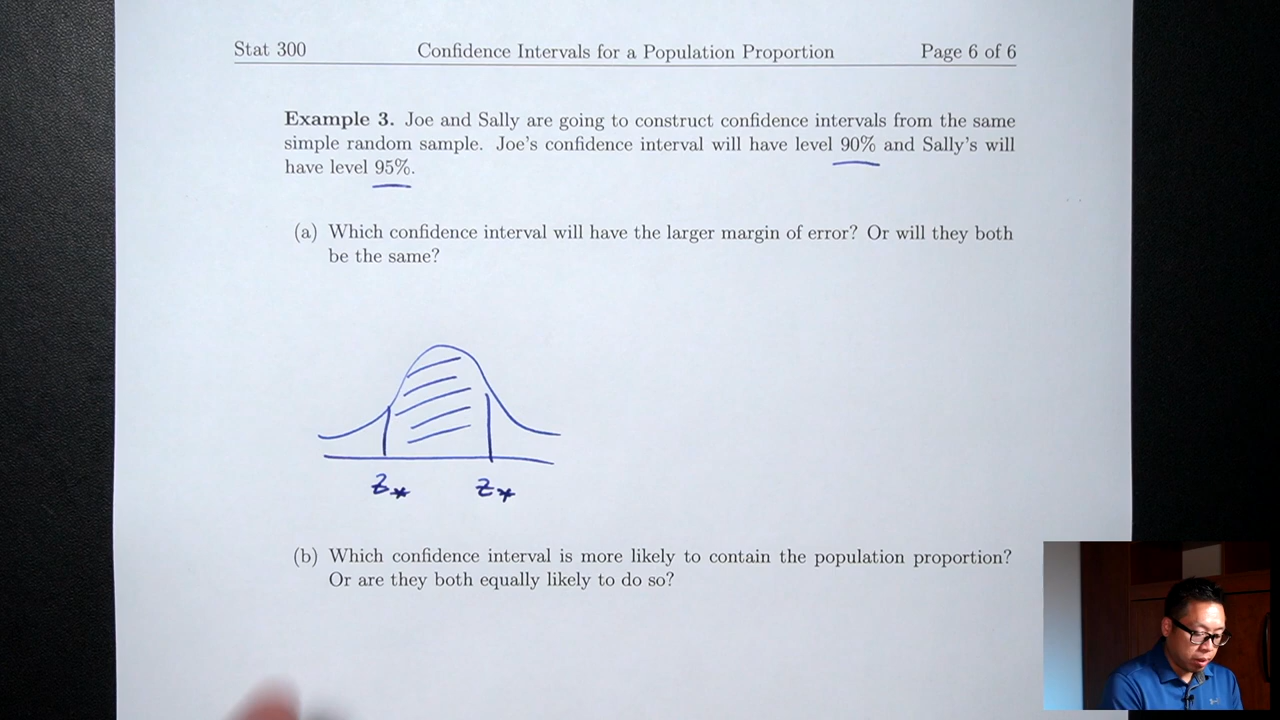 Stat 300 Confidence Intervals for a Population Proportion Page 6 of 6
Example 3. Joe and Sally are going to construct confidence intervals from the same
simple random sample. Joe's confidence interval will have level 90% and Sally's will
have level 95%.
(a) Which confidence interval will have the larger margin of error? Or will they both
be the same?
z* z*
(b) Which confidence interval is more likely to contain the population proportion?
Or are they both equally likely to do so?